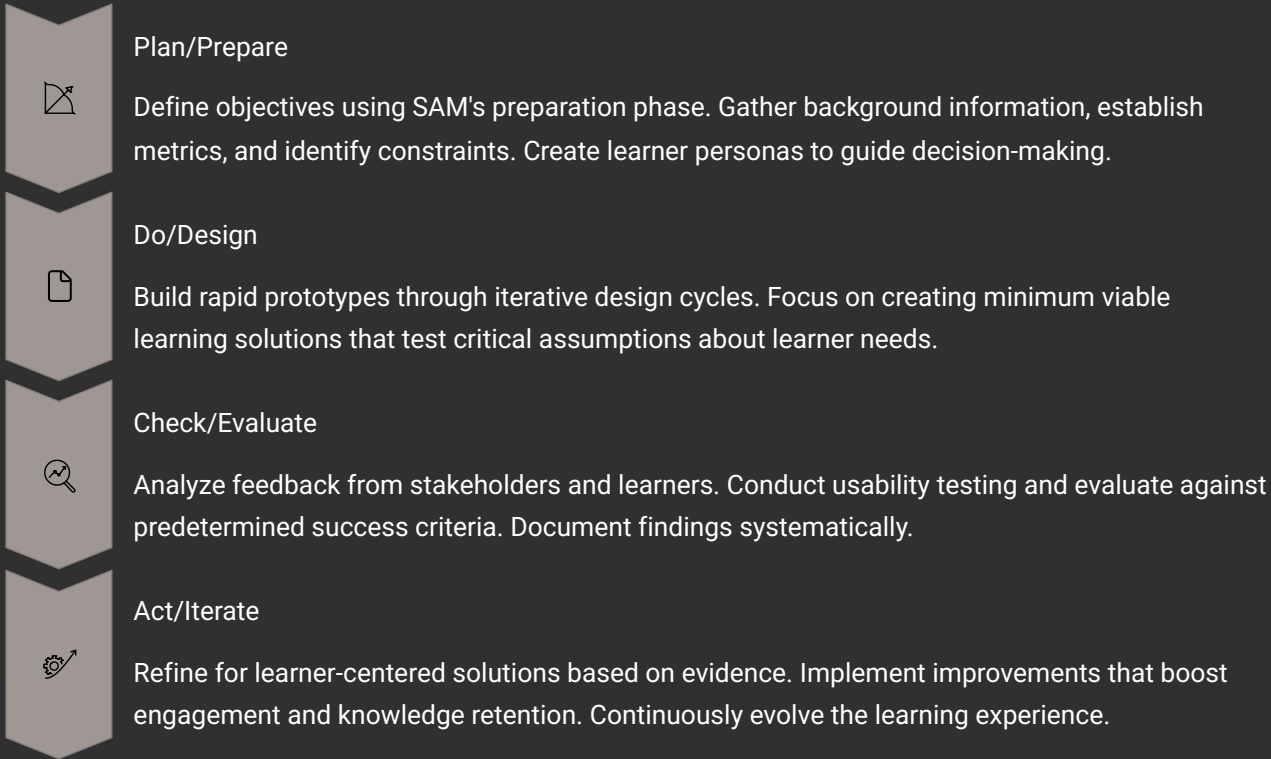 Plan/Prepare
Define objectives using SAM's preparation phase. Gather background information, establish
metrics, and identify constraints. Create learner personas to guide decision-making.
Do/Design
Build rapid prototypes through iterative design cycles. Focus on creating minimum viable
learning solutions that test critical assumptions about learner needs.
Check/Evaluate
Analyze feedback from stakeholders and learners. Conduct usability testing and evaluate against
predetermined success criteria. Document findings systematically.
Act/Iterate
Refine for learner-centered solutions based on evidence. Implement improvements that boost
engagement and knowledge retention. Continuously evolve the learning experience.